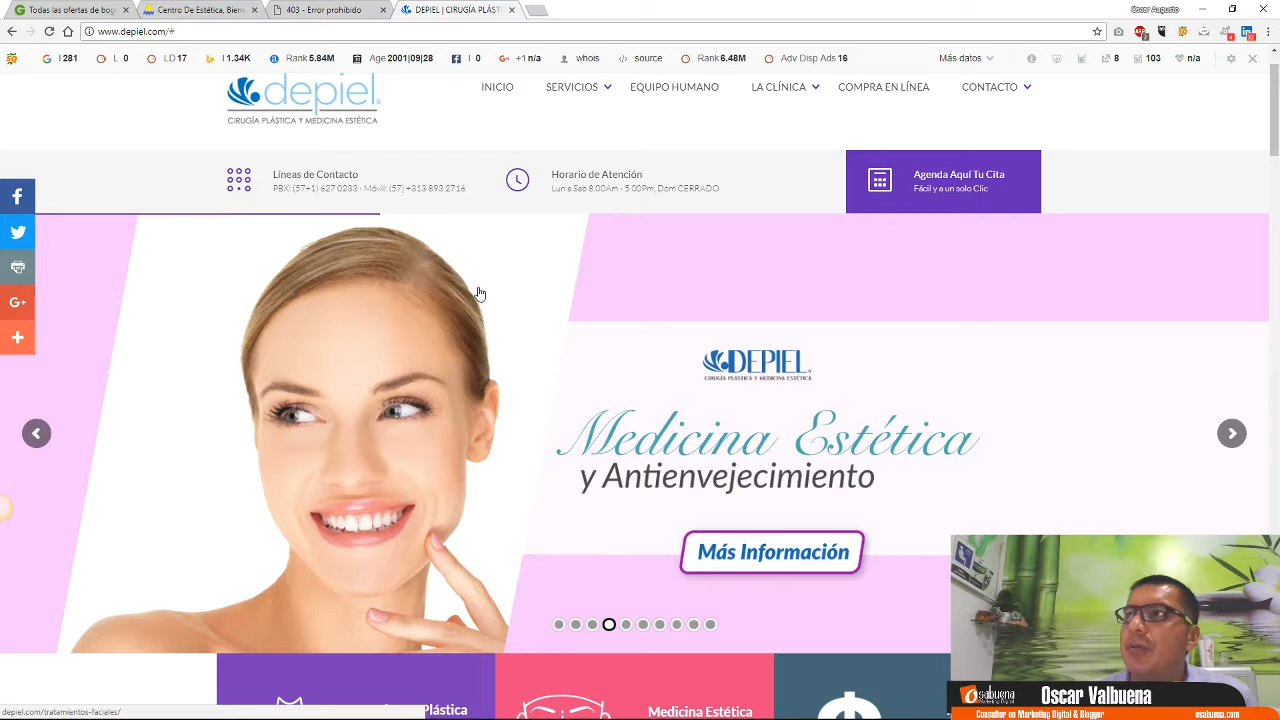 Todas las ofertas de bog
Centro De Estética, Bien
403 - Error prohibido
DEPIEL | CIRUGÍA PLÁST
Oscar Augusto
www.depiel.com/#
I 281
L 0
LD 17
I 1.34K
Rank 5.84M
Age 2001|09|28
I 0
+1 n/a
whois
source
Rank 6.48M
Adv Disp Ads 16
Más datos
8
103
n/a
depiel
CIRUGÍA PLÁSTICA Y MEDICINA ESTÉTICA
INICIO
SERVICIOS
EQUIPO HUMANO
LA CLÍNICA
COMPRA EN LÍNEA
CONTACTO
Líneas de Contacto
PBX: (57+1) 627 0233 - Móvil: (57) +313 893 2716
Horario de Atención
Lun a Sab 8.00Am - 5.00Pm, Dom CERRADO
Agenda Aquí Tu Cita
Fácil y a un solo Clic
DEPIEL
CIRUGÍA PLÁSTICA Y MEDICINA ESTÉTICA
Medicina Estética
y Antienvejecimiento
Más Información
Plástica
Medicina Estética
depiel.com/tratamientos-faciales/
osabuena
Marketing Digital
Oscar Valbuena
Consultor en Marketing Digital & Blogger
osabuena.com